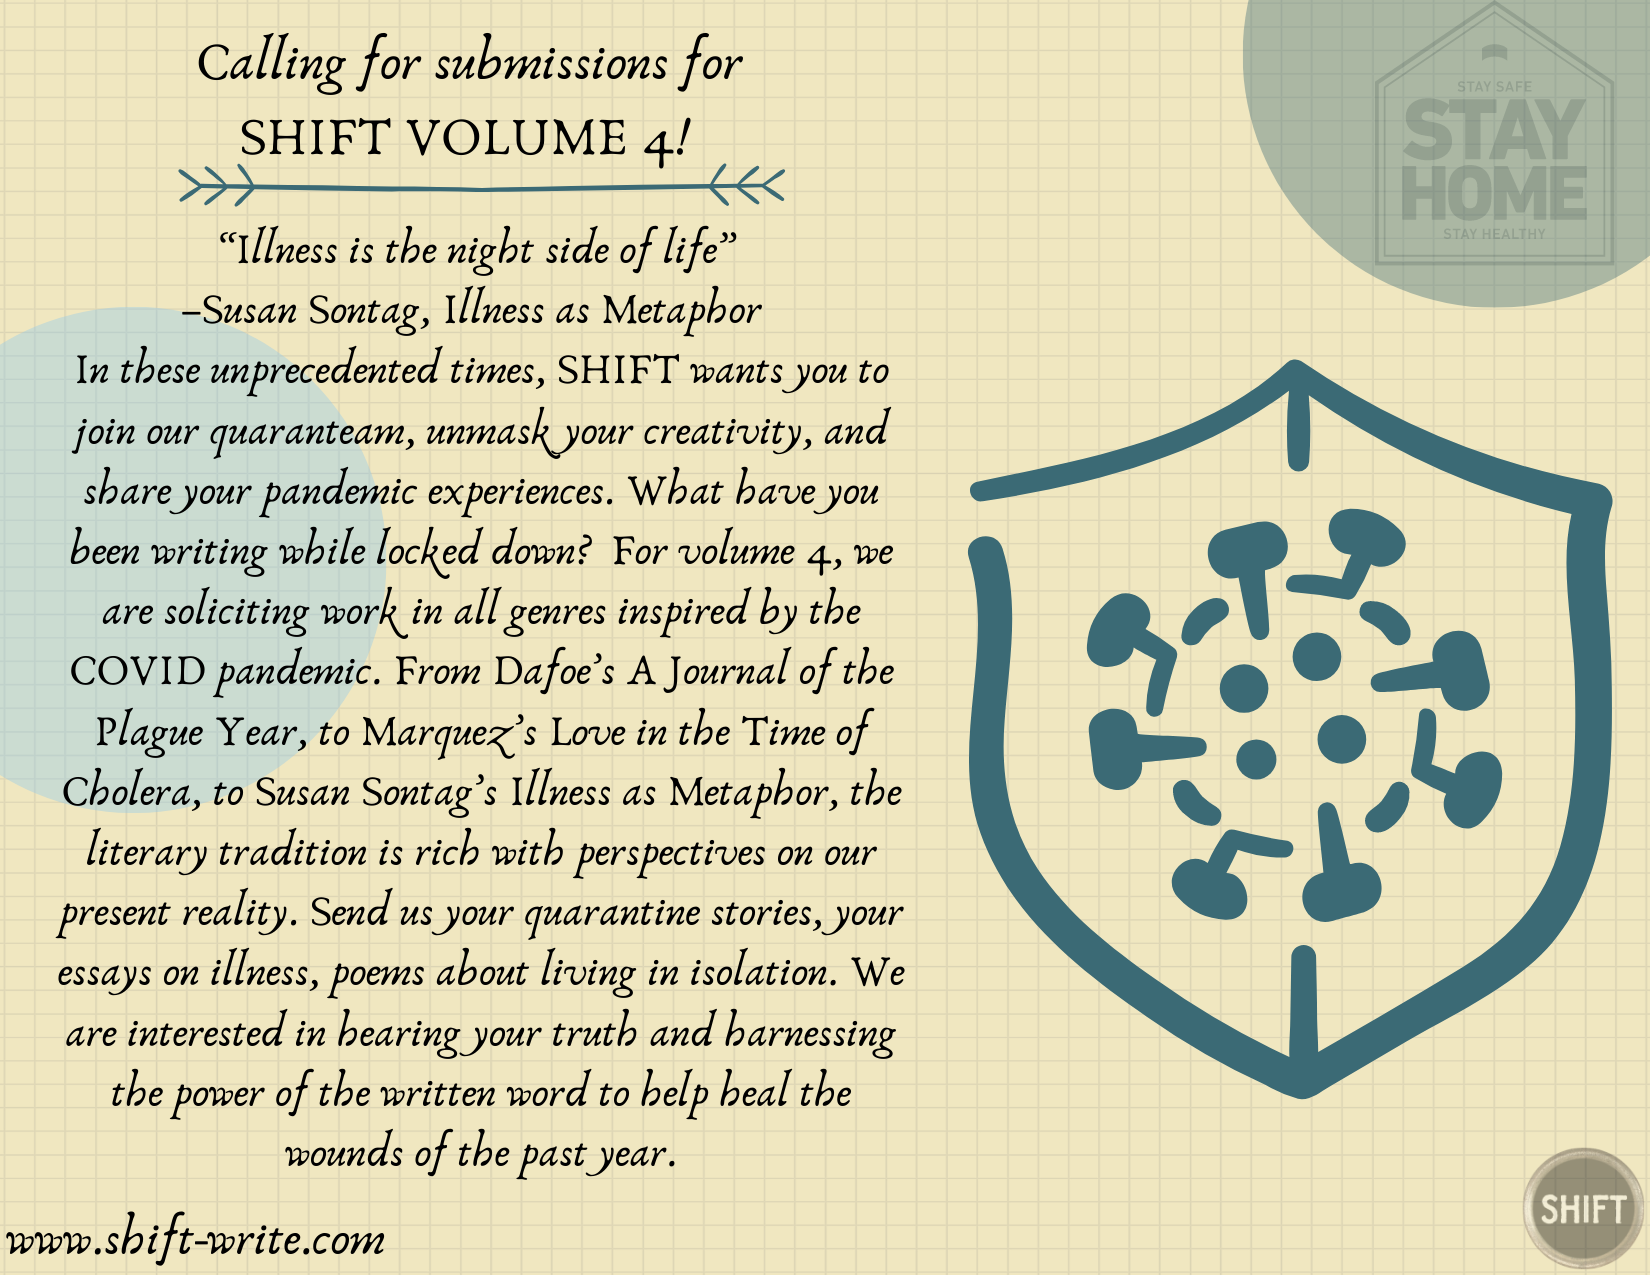 Calling for submissions for
SHIFT VOLUME 4!
“Illness is the night side of life”
–Susan Sontag, Illness as Metaphor
In these unprecedented times, SHIFT wants you to
join our quaranteam, unmask your creativity, and
share your pandemic experiences. What have you
been writing while locked down?  For volume 4, we
are soliciting work in all genres inspired by the
COVID pandemic. From Dafoe’s A Journal of the
Plague Year, to Marquez’s Love in the Time of
Cholera, to Susan Sontag’s Illness as Metaphor, the
literary tradition is rich with perspectives on our
present reality. Send us your quarantine stories, your
essays on illness, poems about living in isolation. We
are interested in hearing your truth and harnessing
the power of the written word to help heal the
wounds of the past year.
www.shift-write.com
STAY SAFE
STAY
HOME
STAY HEALTHY
SHIFT